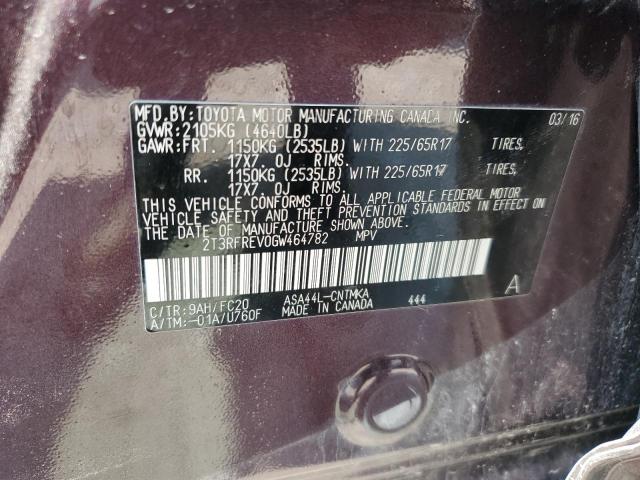 MFD.BY:TOYOTA MOTOR MANUFACTURING CANADA INC. 03/16
GVWR:2105KG (4640LB)
GAWR:FRT. 1150KG (2535LB) WITH 225/65R17 TIRES,
17X7.0J RIMS.
RR. 1150KG (2535LB) WITH 225/65R17 TIRES,
17X7.0J RIMS.
THIS VEHICLE CONFORMS TO ALL APPLICABLE FEDERAL MOTOR
VEHICLE SAFETY AND THEFT PREVENTION STANDARDS IN EFFECT
ON THE DATE OF MANUFACTURE SHOWN ABOVE.
2T3RFREV0GW464782 MPV
C/TR:9AH/FC20 ASA44L-CNTMKA 444 A
A/TM:-01A/U760F MADE IN CANADA